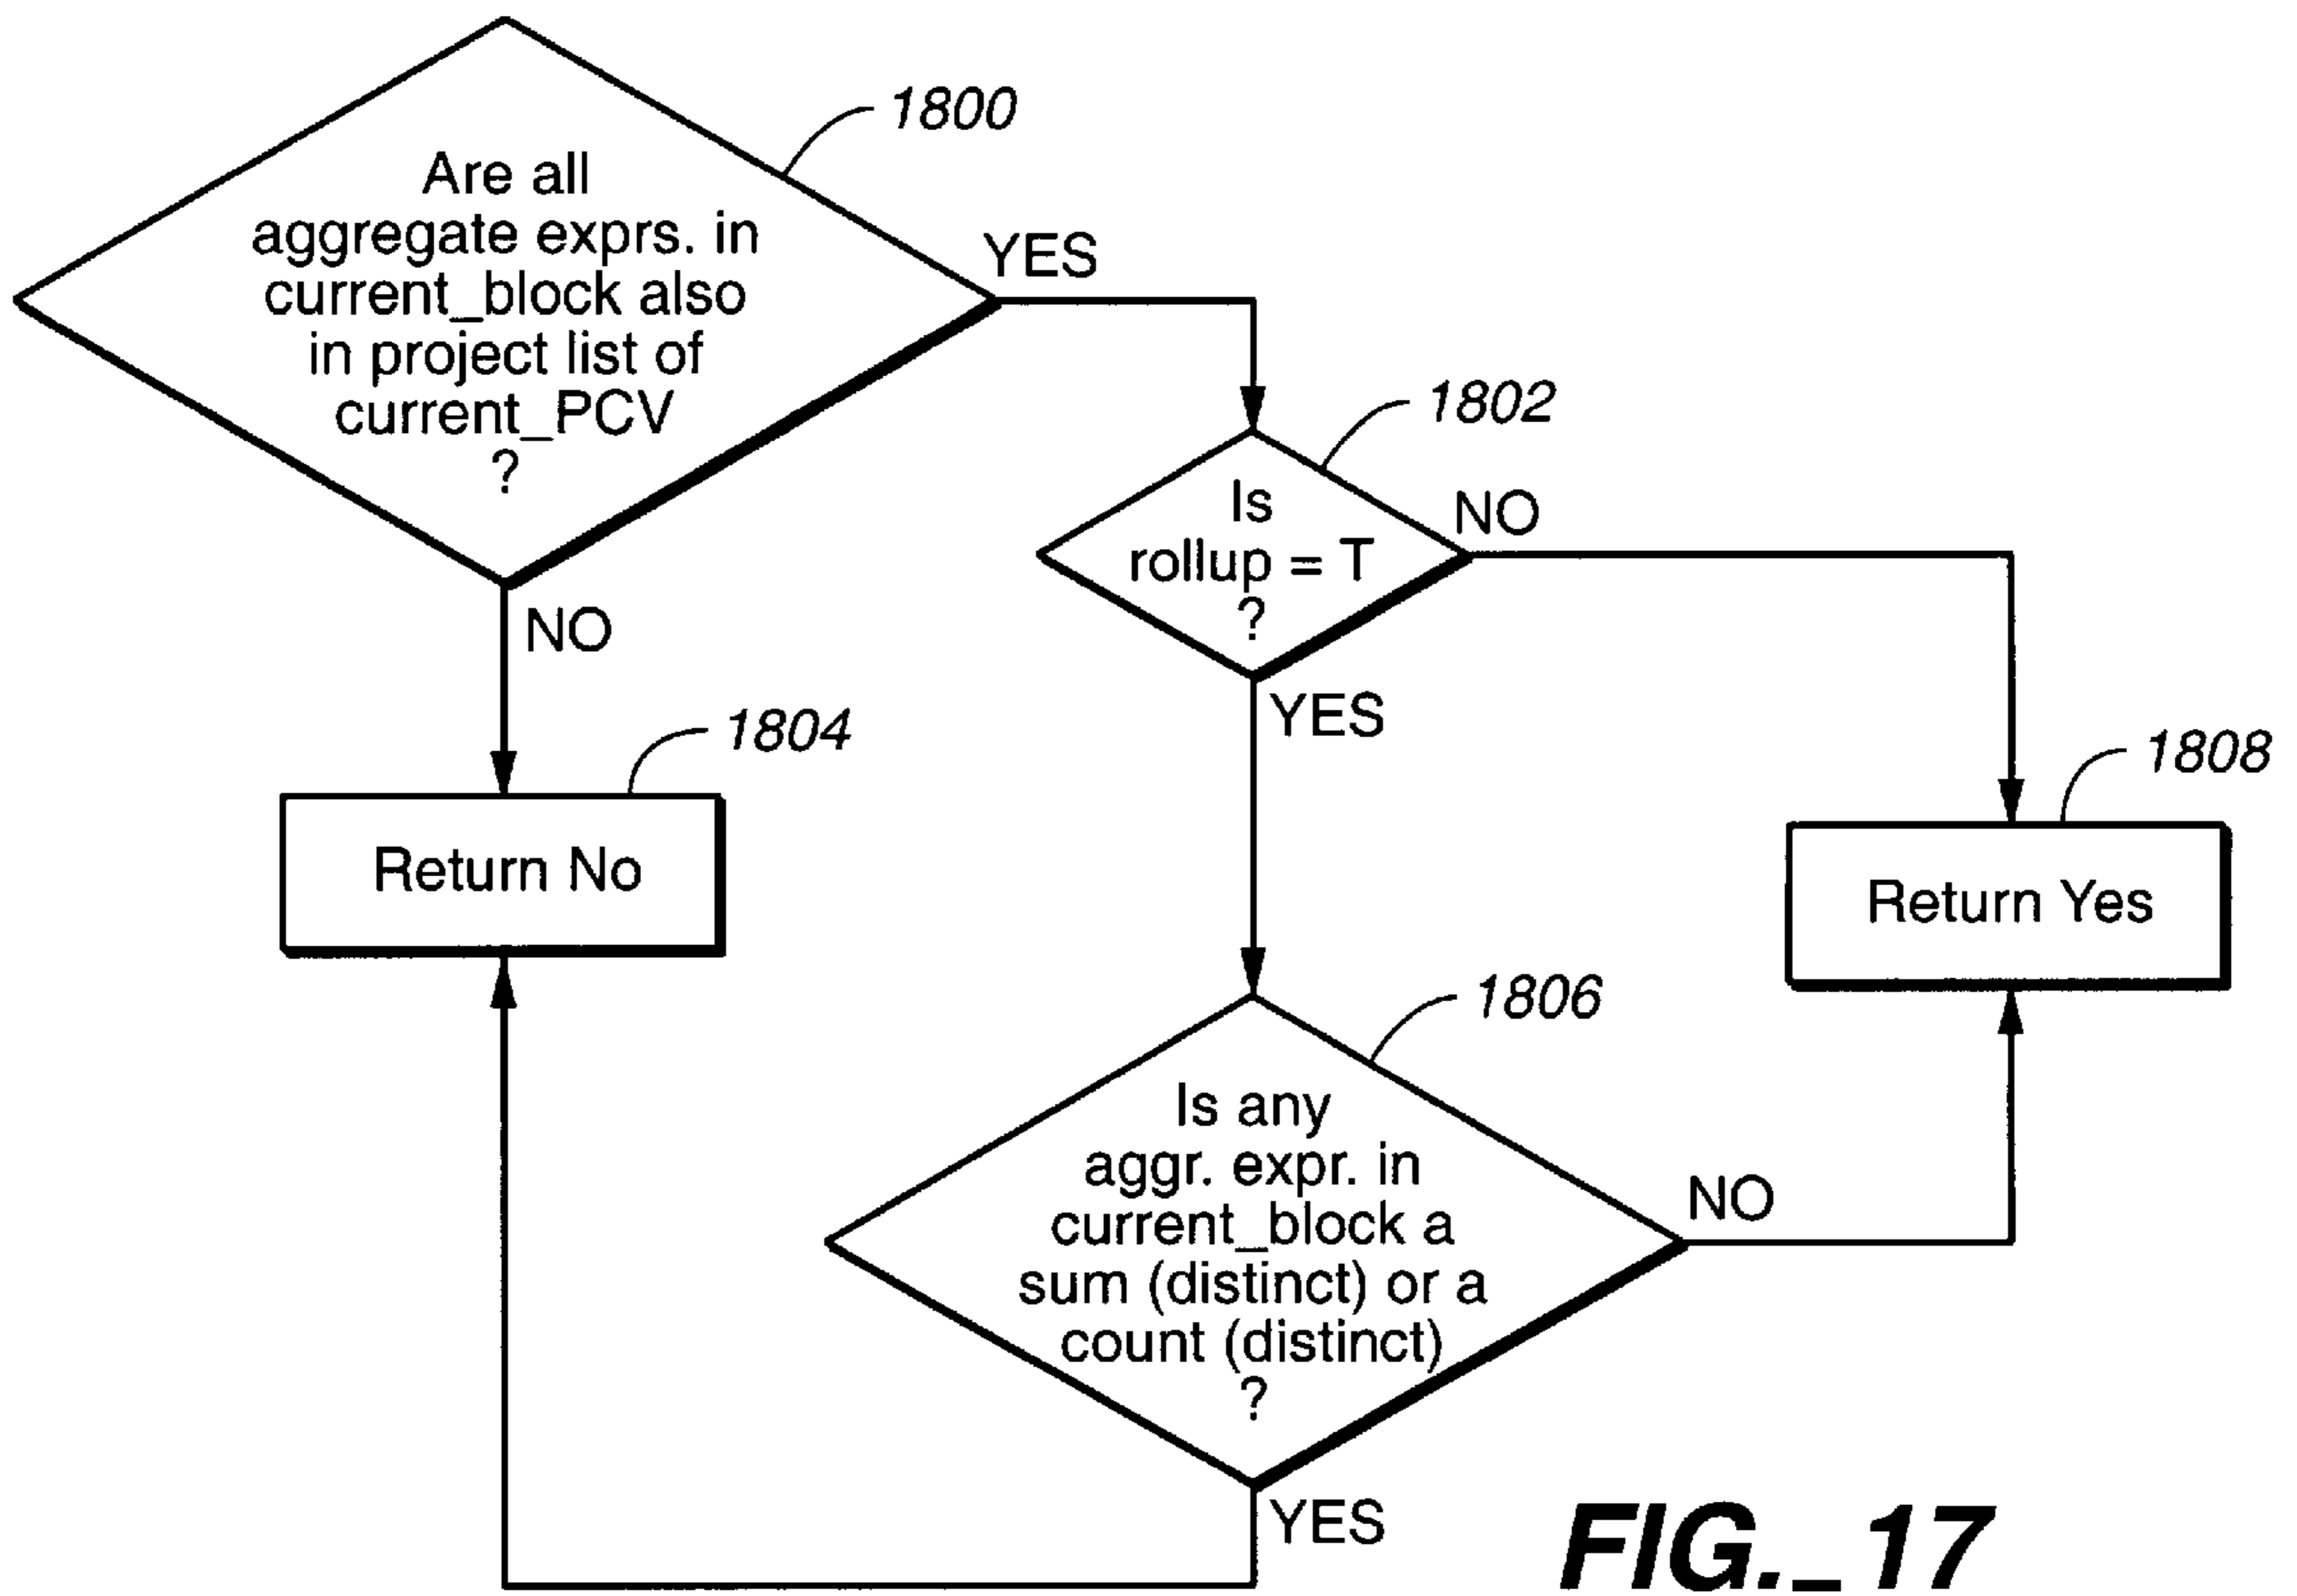 1800
Are all
aggregate exprs. in
current_block also
in project list of
current_PCV
?
YES
NO
1802
Is
rollup = T
?
NO
YES
1804
Return No
1808
Return Yes
1806
Is any
aggr. expr. in
current_block a
sum (distinct) or a
count (distinct)
?
NO
YES
FIG._17